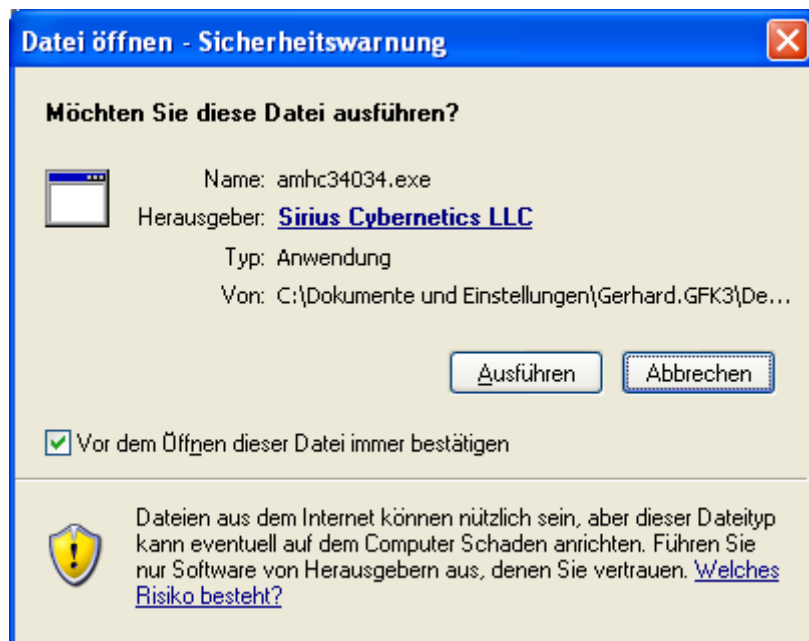 Datei öffnen - Sicherheitswarnung
Möchten Sie diese Datei ausführen?
Name: amhc34034.exe
Herausgeber: Sirius Cybernetics LLC
Typ: Anwendung
Von: C:\Dokumente und Einstellungen\Gerhard.GFK3\De...
Ausführen Abbrechen
Vor dem Öffnen dieser Datei immer bestätigen
Dateien aus dem Internet können nützlich sein, aber dieser Dateityp
kann eventuell auf dem Computer Schaden anrichten. Führen Sie
nur Software von Herausgebern aus, denen Sie vertrauen. Welches
Risiko besteht?